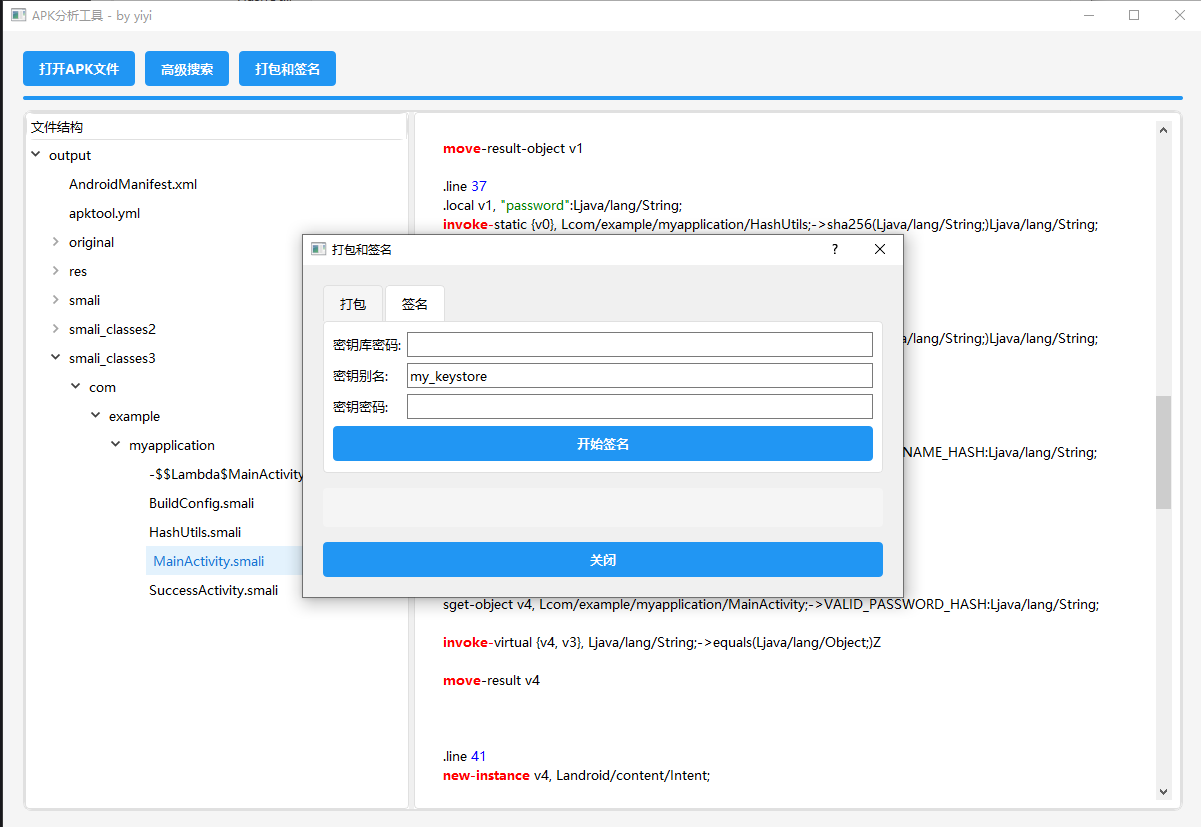 APK分析工具 - by yiyi
打开APK文件 高级搜索 打包和签名
文件结构
output
AndroidManifest.xml
apktool.yml
original
res
smali
smali_classes2
smali_classes3
com
example
myapplication
-$$Lambda$MainActivity
BuildConfig.smali
HashUtils.smali
MainActivity.smali
SuccessActivity.smali
move-result-object v1
.line 37
.local v1, "password":Ljava/lang/String;
invoke-static {v0}, Lcom/example/myapplication/HashUtils;->sha256(Ljava/lang/String;)Ljava/lang/String;
/lang/String;)Ljava/lang/String;
NAME_HASH:Ljava/lang/String;
sget-object v4, Lcom/example/myapplication/MainActivity;->VALID_PASSWORD_HASH:Ljava/lang/String;
invoke-virtual {v4, v3}, Ljava/lang/String;->equals(Ljava/lang/Object;)Z
move-result v4
.line 41
new-instance v4, Landroid/content/Intent;
打包和签名 ?
打包 签名
密钥库密码:
密钥别名: my_keystore
密钥密码:
开始签名
关闭